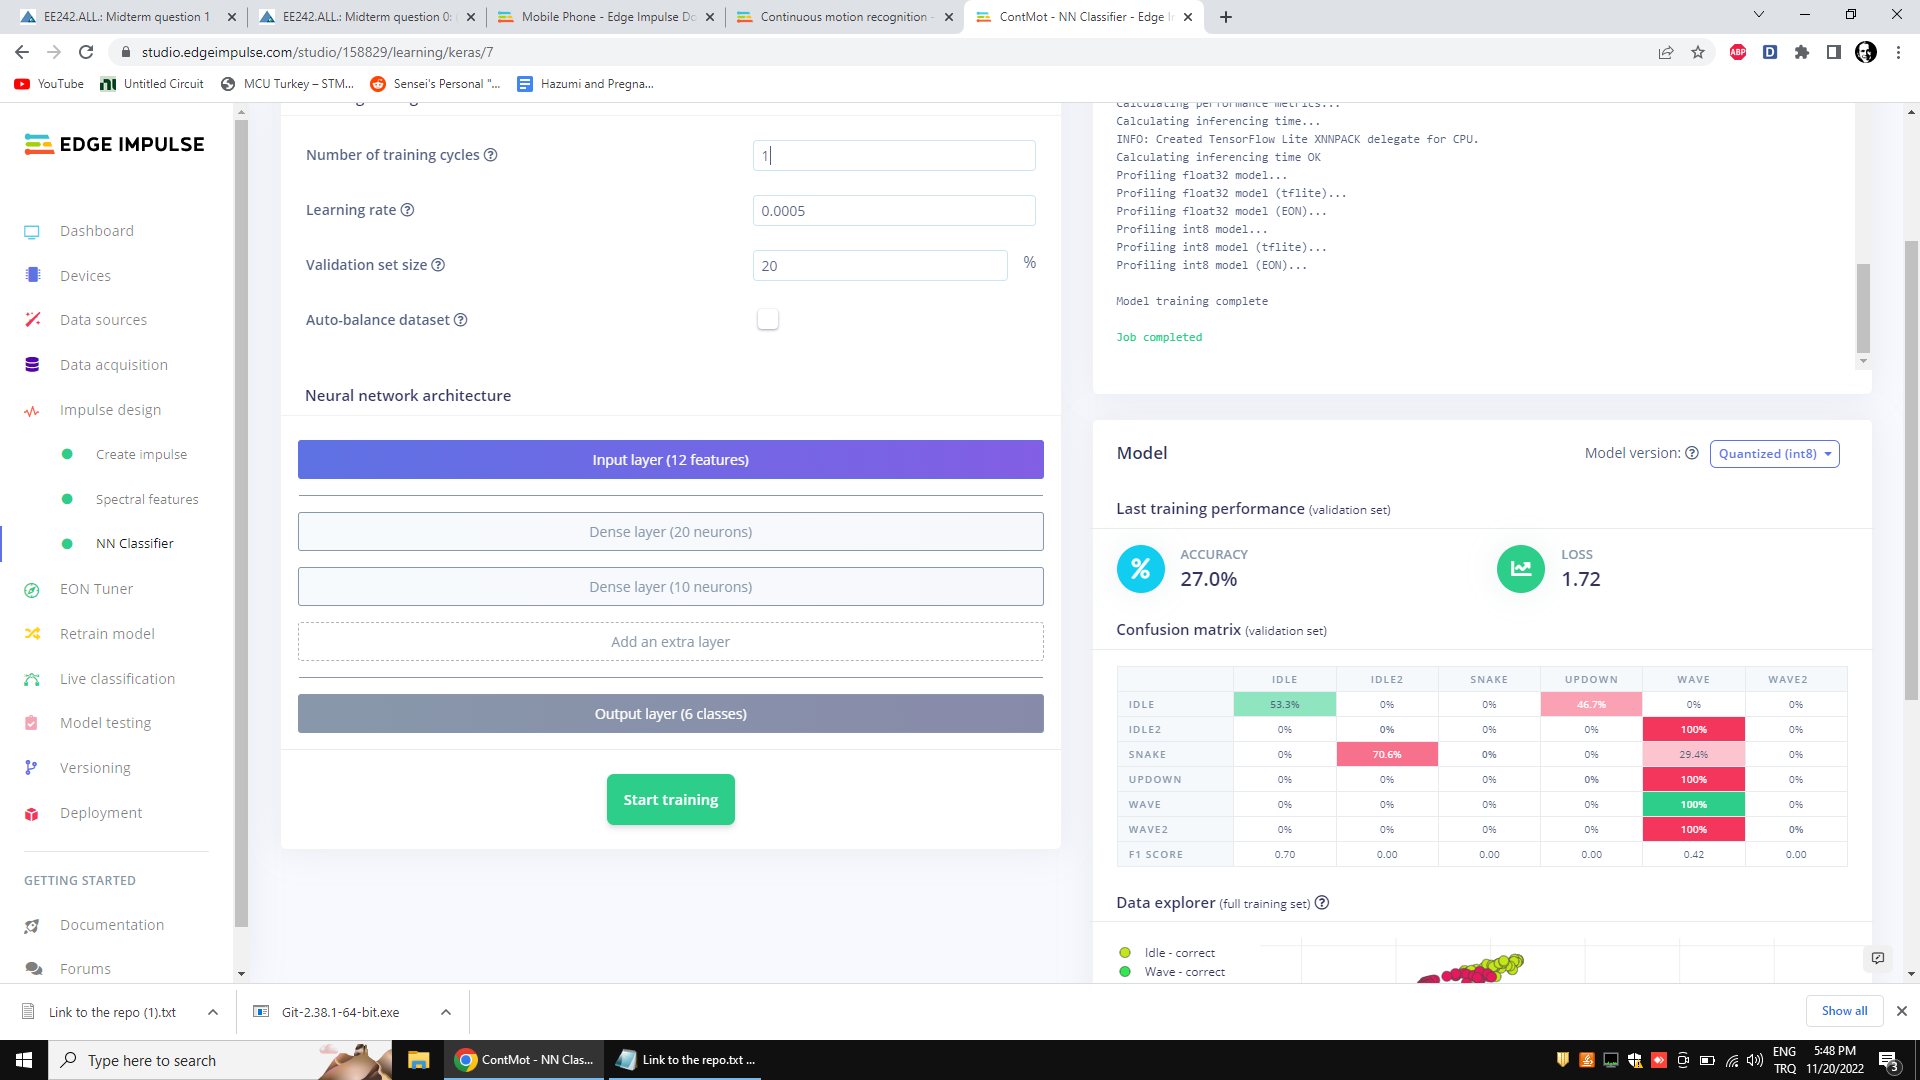 EE242.ALL.: Midterm question 1
EE242.ALL.: Midterm question 0:
Mobile Phone - Edge Impulse Do
Continuous motion recognition -
ContMot - NN Classifier - Edge I
studio.edgeimpulse.com/studio/158829/learning/keras/7
ABP
D
YouTube
Untitled Circuit
MCU Turkey – STM...
Sensei's Personal "...
Hazumi and Pregna...
EDGE IMPULSE
Dashboard
Devices
Data sources
Data acquisition
Impulse design
Create impulse
Spectral features
NN Classifier
EON Tuner
Retrain model
Live classification
Model testing
Versioning
Deployment
GETTING STARTED
Documentation
Forums
Number of training cycles
1
Learning rate
0.0005
Validation set size
20
%
Auto-balance dataset
Neural network architecture
Input layer (12 features)
Dense layer (20 neurons)
Dense layer (10 neurons)
Add an extra layer
Output layer (6 classes)
Start training
Calculating performance metrics...
Calculating inferencing time...
INFO: Created TensorFlow Lite XNNPACK delegate for CPU.
Calculating inferencing time OK
Profiling float32 model...
Profiling float32 model (tflite)...
Profiling float32 model (EON)...
Profiling int8 model...
Profiling int8 model (tflite)...
Profiling int8 model (EON)...
Model training complete
Job completed
Model
Model version:
Quantized (int8)
Last training performance (validation set)
%
ACCURACY
27.0%
LOSS
1.72
Confusion matrix (validation set)
IDLE IDLE2 SNAKE UPDOWN WAVE WAVE2
IDLE 53.3% 0% 0% 46.7% 0% 0%
IDLE2 0% 0% 0% 0% 100% 0%
SNAKE 0% 70.6% 0% 0% 29.4% 0%
UPDOWN 0% 0% 0% 0% 100% 0%
WAVE 0% 0% 0% 0% 100% 0%
WAVE2 0% 0% 0% 0% 100% 0%
F1 SCORE 0.70 0.00 0.00 0.00 0.42 0.00
Data explorer (full training set)
Idle - correct
Wave - correct
Link to the repo (1).txt
Git-2.38.1-64-bit.exe
Show all
Type here to search
ContMot - NN Clas...
Link to the repo.txt ...
ENG
TRQ
5:48 PM
11/20/2022
3